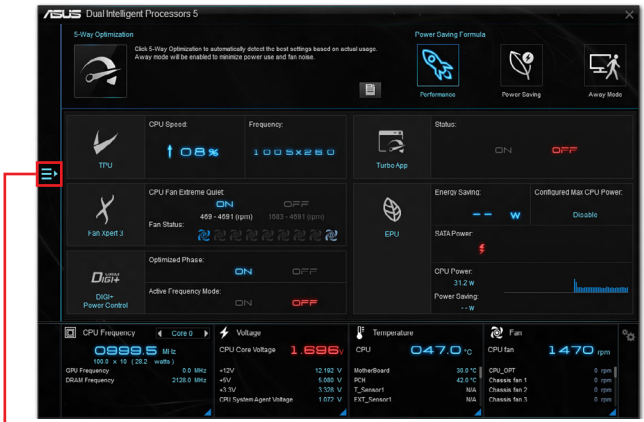 ASUS Dual Intelligent Processors 5
5-Way Optimization
Click 5-Way Optimization to automatically detect the best settings based on actual usage.
Away mode will be enabled to minimize power use and fan noise.
Power Saving Formula
Performance
Power Saving
Away Mode
TPU
CPU Speed:
08%
Frequency:
1005x260
Turbo App
Status:
ON OFF
Fan Xpert 3
CPU Fan Extreme Quiet:
ON OFF
469 - 4691 (rpm) 1683 - 4691 (rpm)
Fan Status:
EPU
Energy Saving:
-- W
Configured Max CPU Power:
Disable
SATA Power:
CPU Power:
31.2 w
Power Saving:
-- w
DIGI+ VRM
DIGI+
Power Control
Optimized Phase:
ON OFF
Active Frequency Mode:
ON OFF
CPU Frequency Core 0
0999.5 MHz
100.0 x 10 (28.2 watts)
GPU Frequency 0.0 MHz
DRAM Frequency 2128.0 MHz
Voltage
CPU Core Voltage 1.696v
+12V 12.192 V
+5V 5.080 V
+3.3V 3.328 V
CPU System Agent Voltage 1.072 V
Temperature
CPU 047.0 °C
MotherBoard 30.0 °C
PCH 42.0 °C
T_Sensor1 N/A
EXT_Sensor1 N/A
Fan
CPU fan 1470 rpm
CPU_OPT 0 rpm
Chassis fan 1 0 rpm
Chassis fan 2 0 rpm
Chassis fan 3 0 rpm